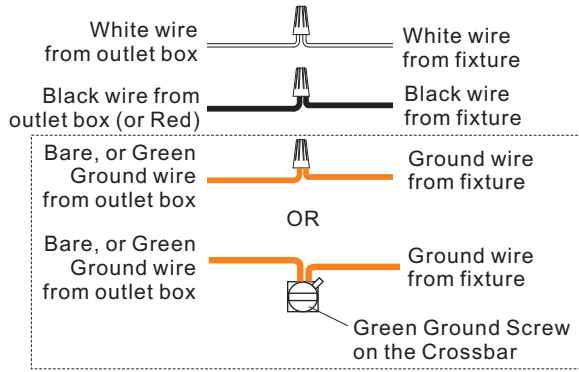 White wire
from outlet box
White wire
from fixture
Black wire from
outlet box (or Red)
Black wire
from fixture
Bare, or Green
Ground wire
from outlet box
Ground wire
from fixture
OR
Bare, or Green
Ground wire
from outlet box
Ground wire
from fixture
Green Ground Screw
on the Crossbar